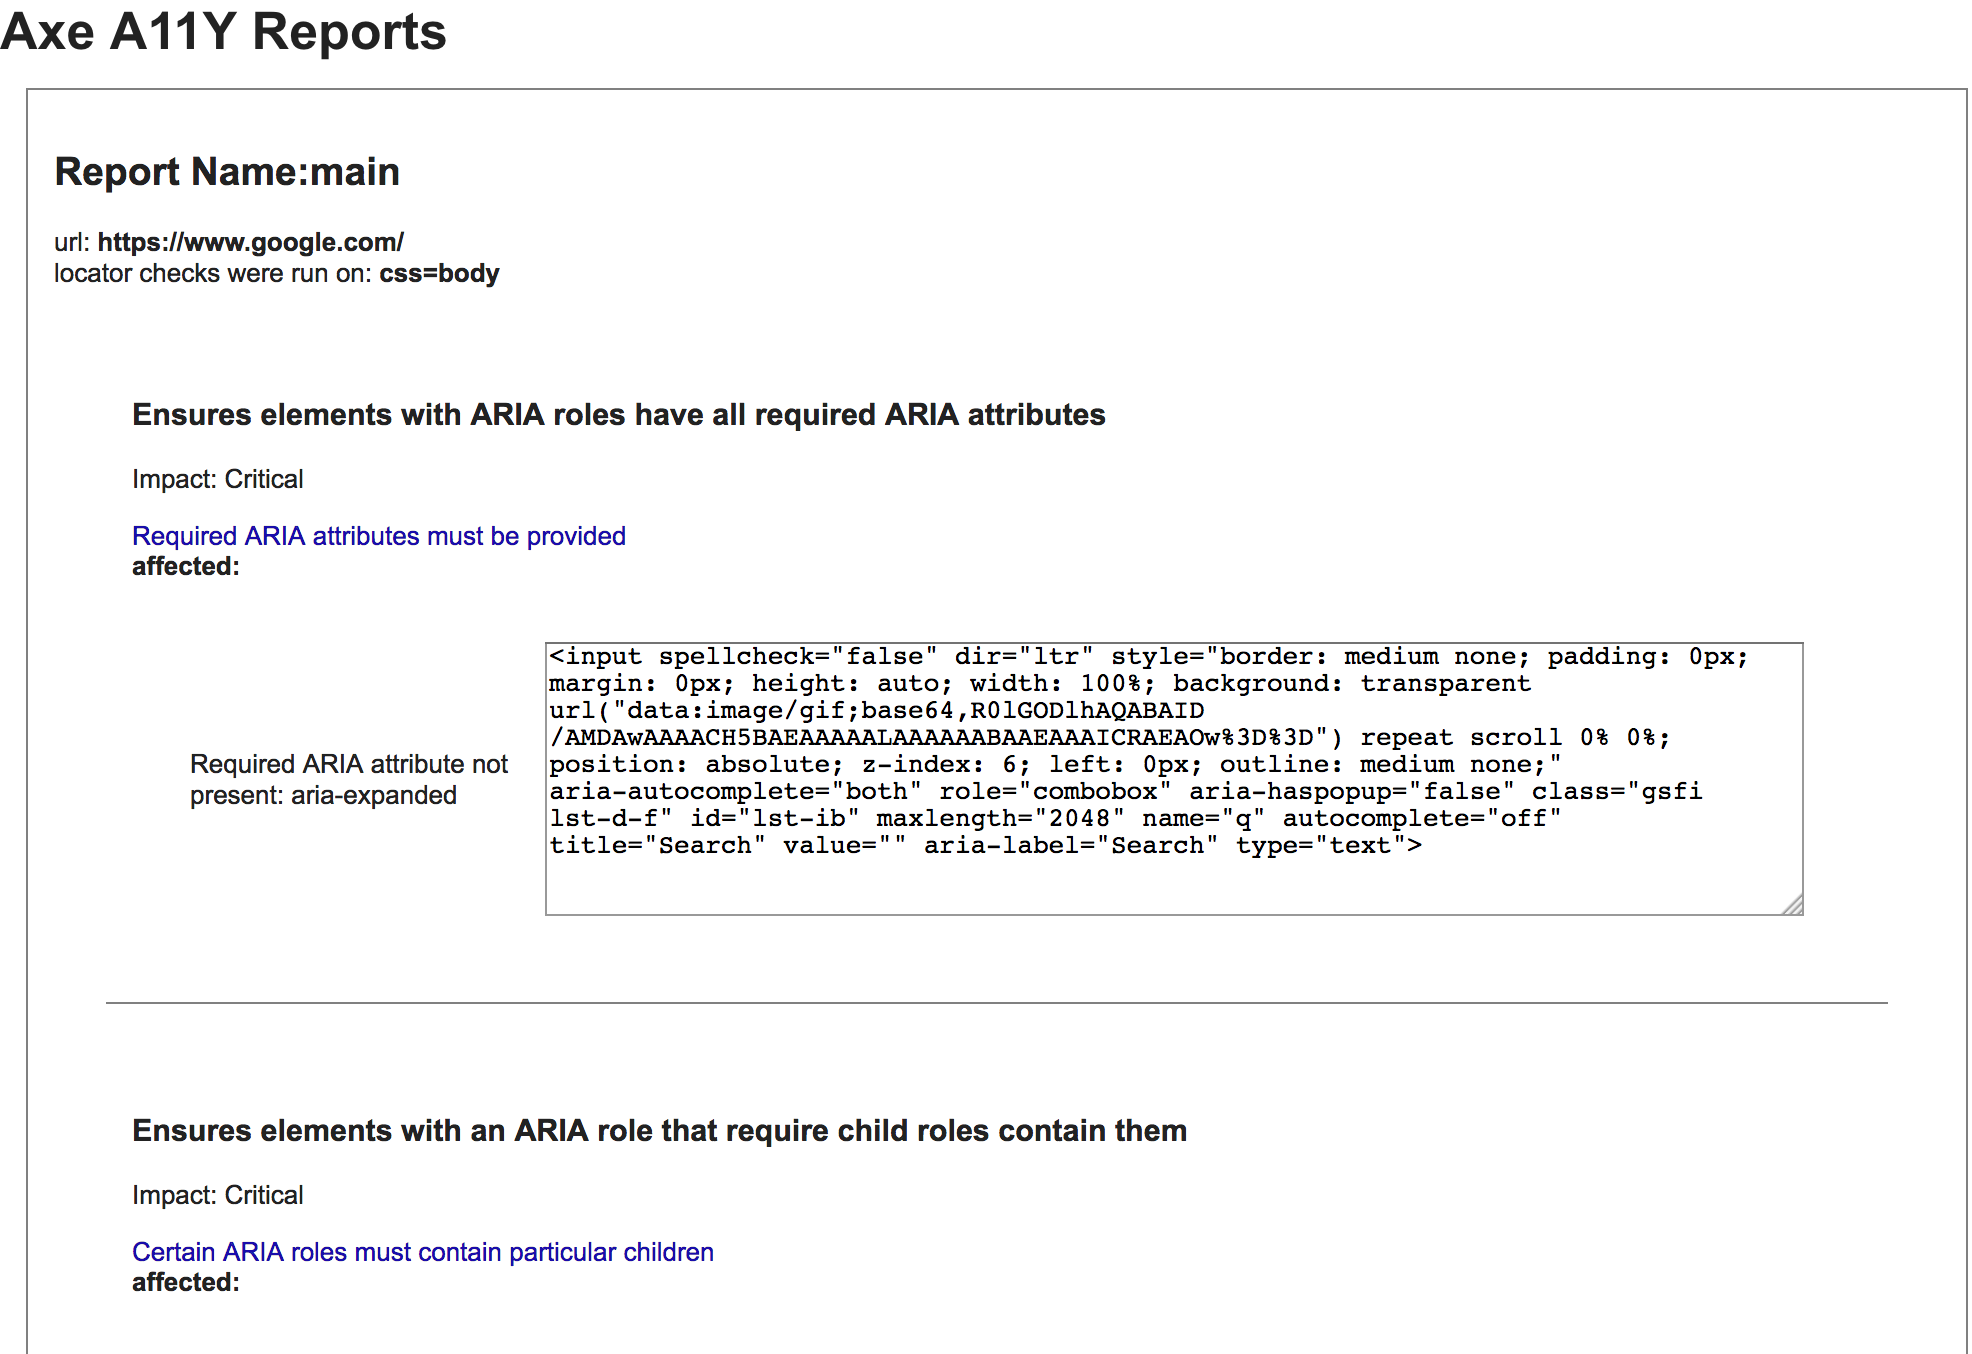 Axe A11Y Reports
Report Name:main
url: https://www.google.com/
locator checks were run on: css=body
Ensures elements with ARIA roles have all required ARIA attributes
Impact: Critical
Required ARIA attributes must be provided
affected:
Required ARIA attribute not
present: aria-expanded
<input spellcheck="false" dir="ltr" style="border: medium none; padding: 0px;
margin: 0px; height: auto; width: 100%; background: transparent
url("data:image/gif;base64,R0lGODlhAQABAID
/AMDAwAAAACH5BAEAAAAALAAAAAABAAEAAAICRAEAOw%3D%3D") repeat scroll 0% 0%;
position: absolute; z-index: 6; left: 0px; outline: medium none;"
aria-autocomplete="both" role="combobox" aria-haspopup="false" class="gsfi
lst-d-f" id="lst-ib" maxlength="2048" name="q" autocomplete="off"
title="Search" value="" aria-label="Search" type="text">
Ensures elements with an ARIA role that require child roles contain them
Impact: Critical
Certain ARIA roles must contain particular children
affected: